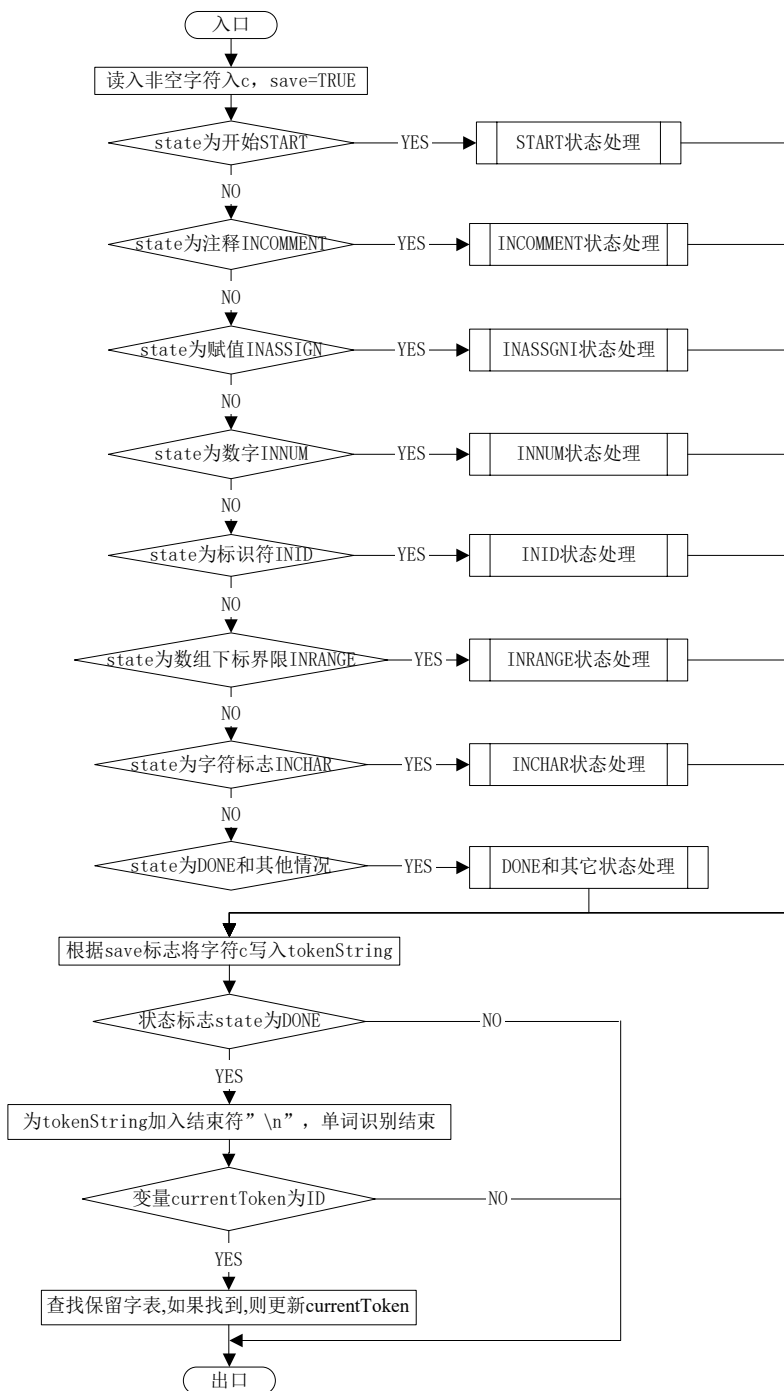 入口
读入非空字符入c，save=TRUE
state为开始START
YES
START状态处理
NO
state为注释INCOMMENT
YES
INCOMMENT状态处理
NO
state为赋值INASSIGN
YES
INASSGNI状态处理
NO
state为数字INNUM
YES
INNUM状态处理
NO
state为标识符INID
YES
INID状态处理
NO
state为数组下标界限INRANGE
YES
INRANGE状态处理
NO
state为字符标志INCHAR
YES
INCHAR状态处理
NO
state为DONE和其他情况
YES
DONE和其它状态处理
根据save标志将字符c写入tokenString
状态标志state为DONE
NO
YES
为tokenString加入结束符”\n”，单词识别结束
变量currentToken为ID
NO
YES
查找保留字表,如果找到,则更新currentToken
出口